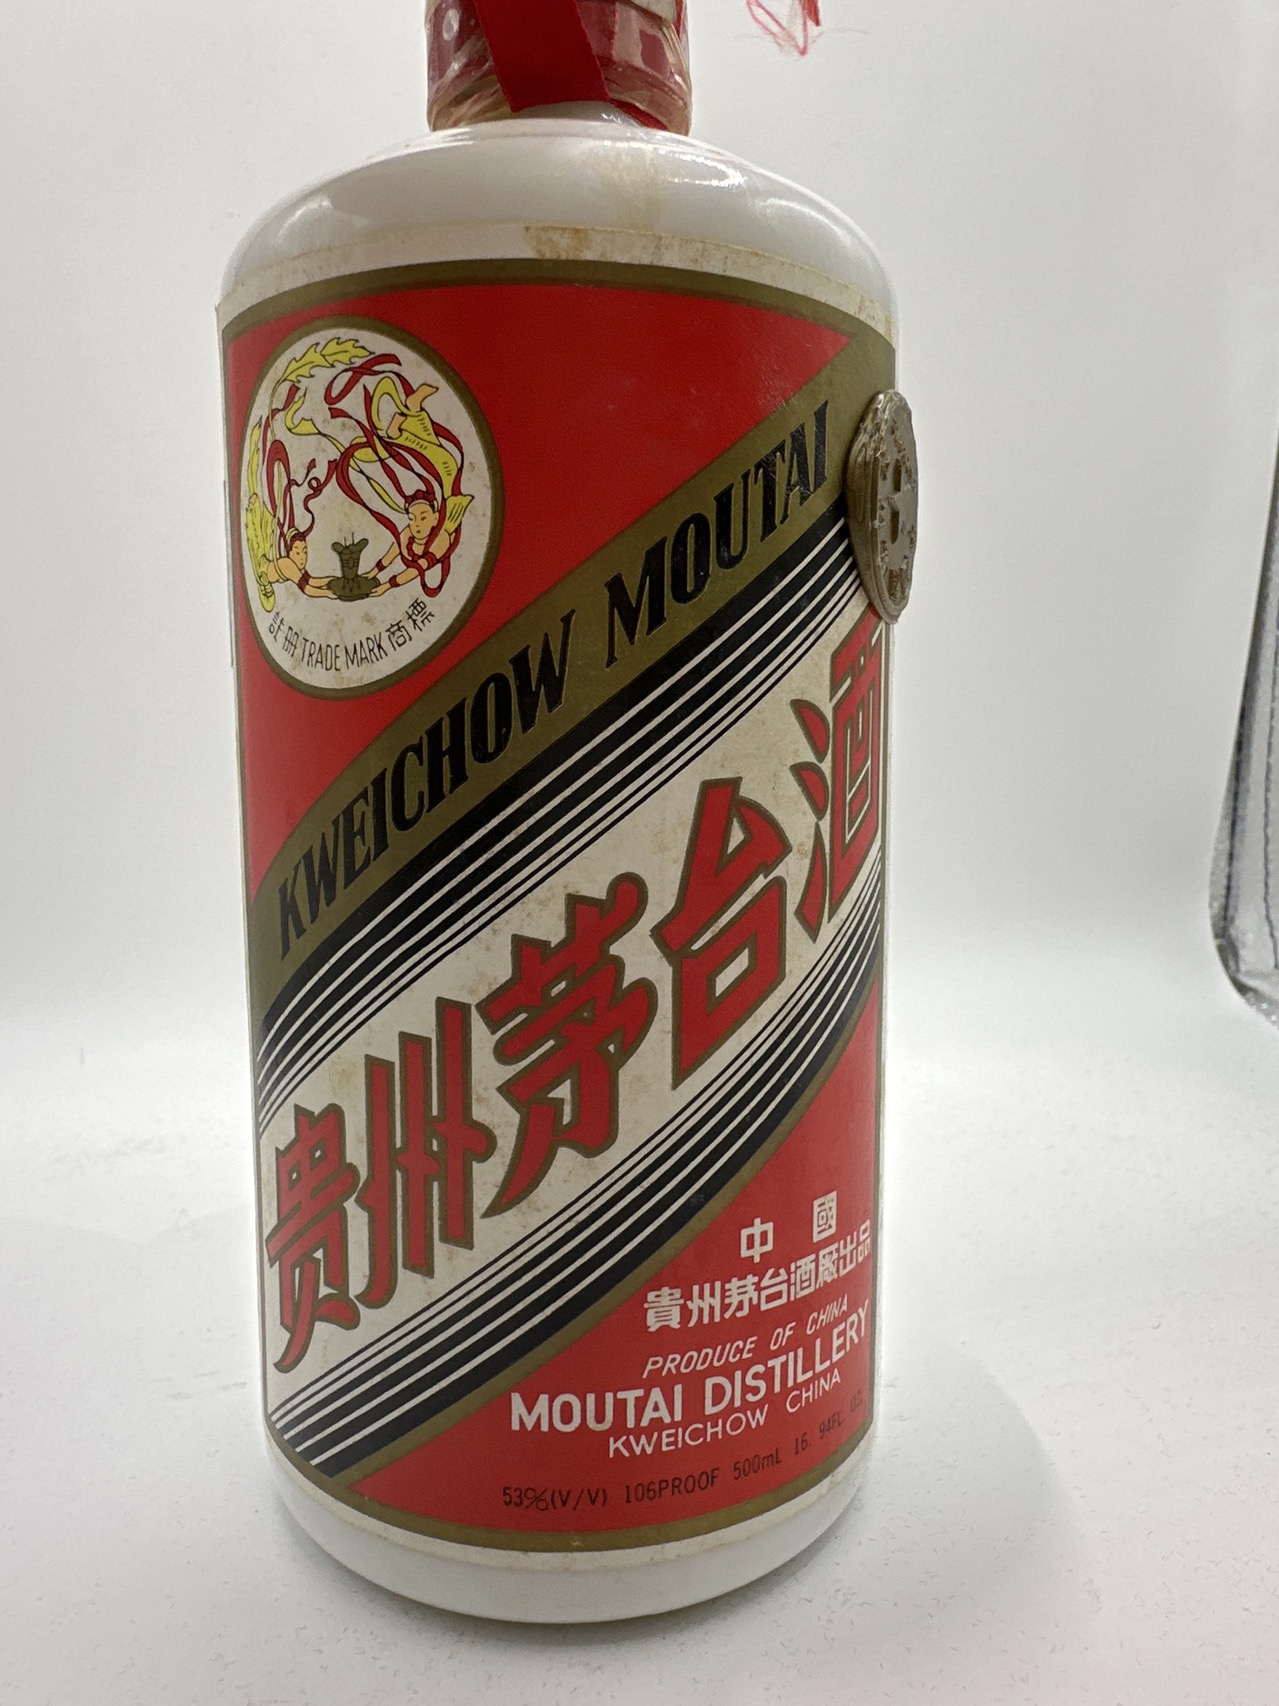 註冊 TRADE MARK 商標
KWEICHOW MOUTAI
贵州茅台酒
中國
貴州茅台酒廠出品
PRODUCE OF CHINA
MOUTAI DISTILLERY
KWEICHOW CHINA
53%(V/V) 106PROOF 500mL 16. 94FL. OZ.